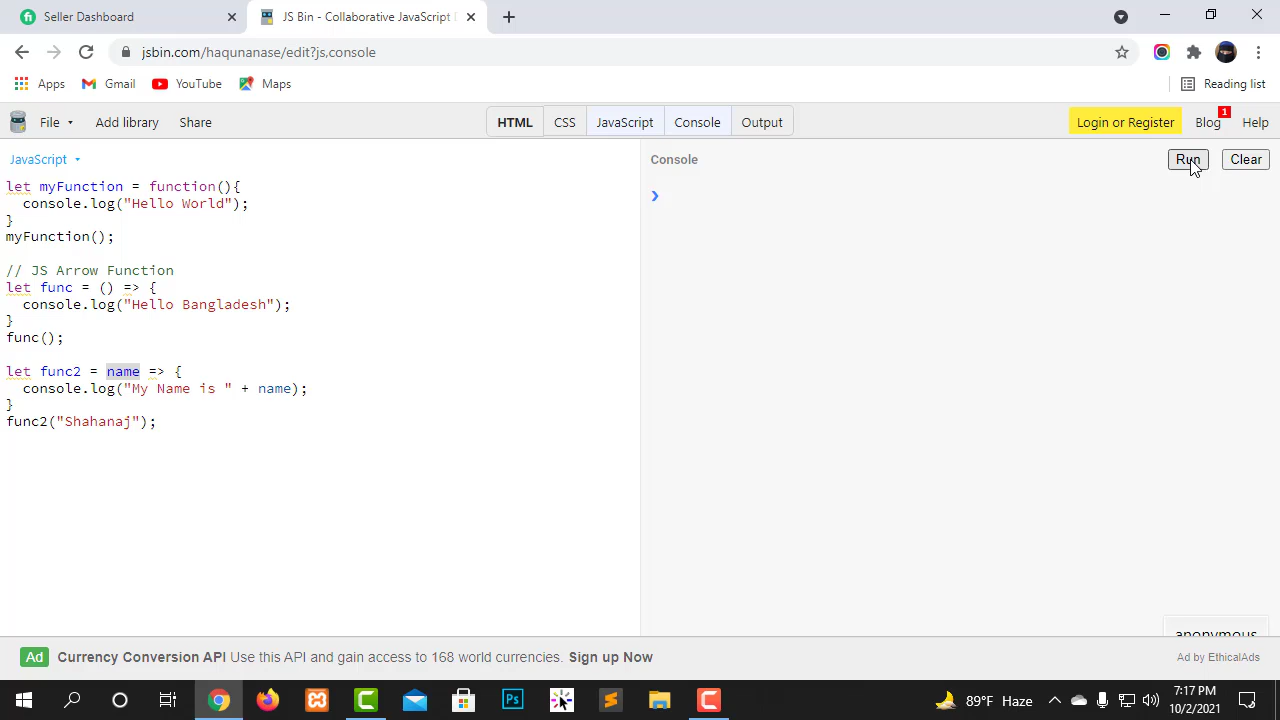 Seller Dashboard
JS Bin - Collaborative JavaScript
jsbin.com/haqunanase/edit?js,console
Apps Gmail YouTube Maps Reading list
File Add library Share HTML CSS JavaScript Console Output Login or Register Blog 1 Help
JavaScript
Console Run Clear
let myFunction = function(){
console.log("Hello World");
}
myFunction();
// JS Arrow Function
let func = () => {
console.log("Hello Bangladesh");
}
func();
let func2 = name => {
console.log("My Name is " + name);
}
func2("Shahanaj");
anonymous
Ad Currency Conversion API Use this API and gain access to 168 world currencies. Sign up Now Ad by EthicalAds
89°F Haze
7:17 PM
10/2/2021